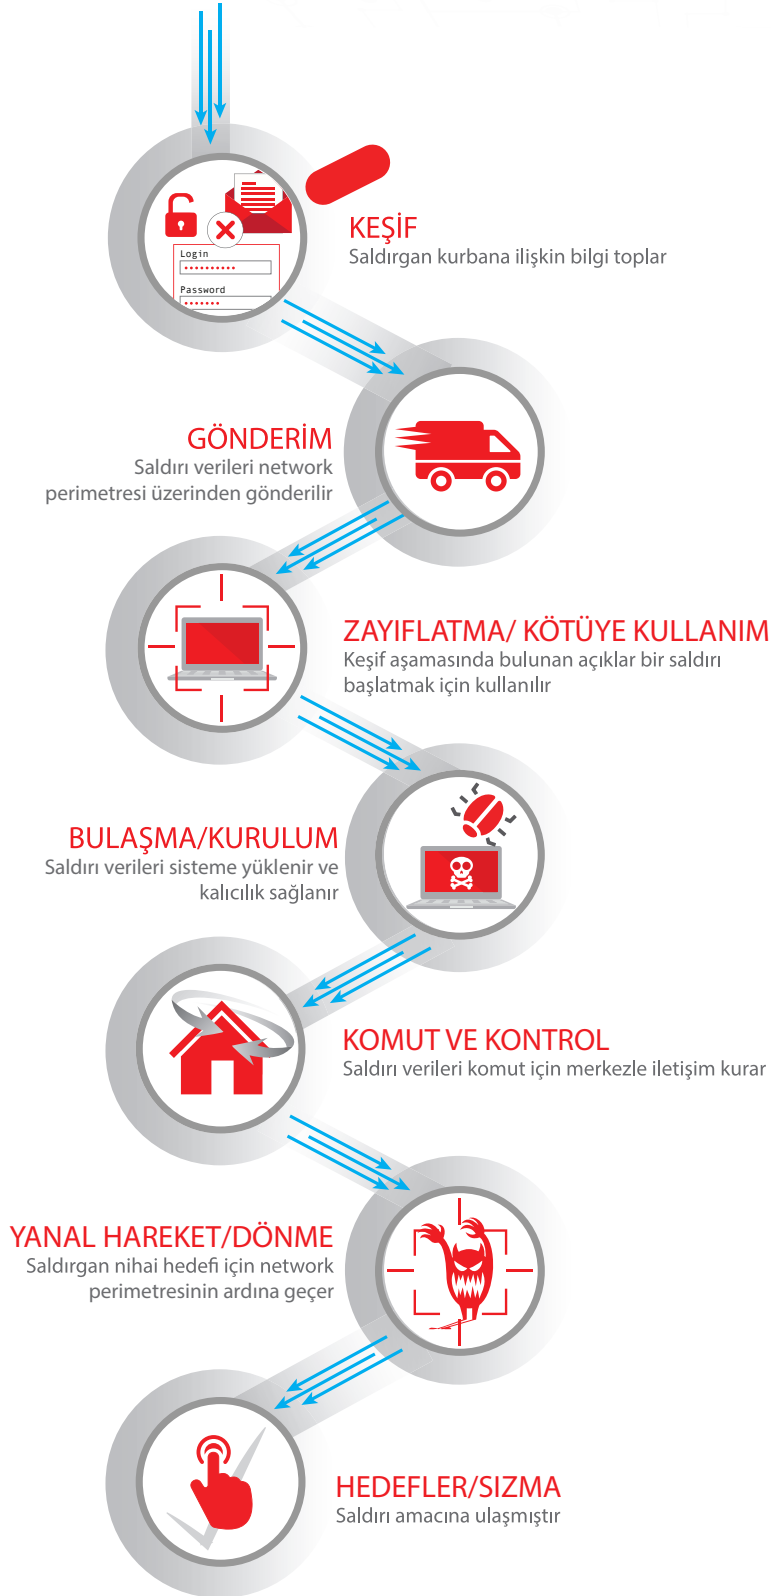 Login
Password
KEŞİF
Saldırgan kurbana ilişkin bilgi toplar
GÖNDERİM
Saldırı verileri network
perimetresi üzerinden gönderilir
ZAYIFLATMA/ KÖTÜYE KULLANIM
Keşif aşamasında bulunan açıklar bir saldırı
başlatmak için kullanılır
BULAŞMA/KURULUM
Saldırı verileri sisteme yüklenir ve
kalıcılık sağlanır
KOMUT VE KONTROL
Saldırı verileri komut için merkezle iletişim kurar
YANAL HAREKET/DÖNME
Saldırgan nihai hedefi için network
perimetresinin ardına geçer
HEDEFLER/SIZMA
Saldırı amacına ulaşmıştır